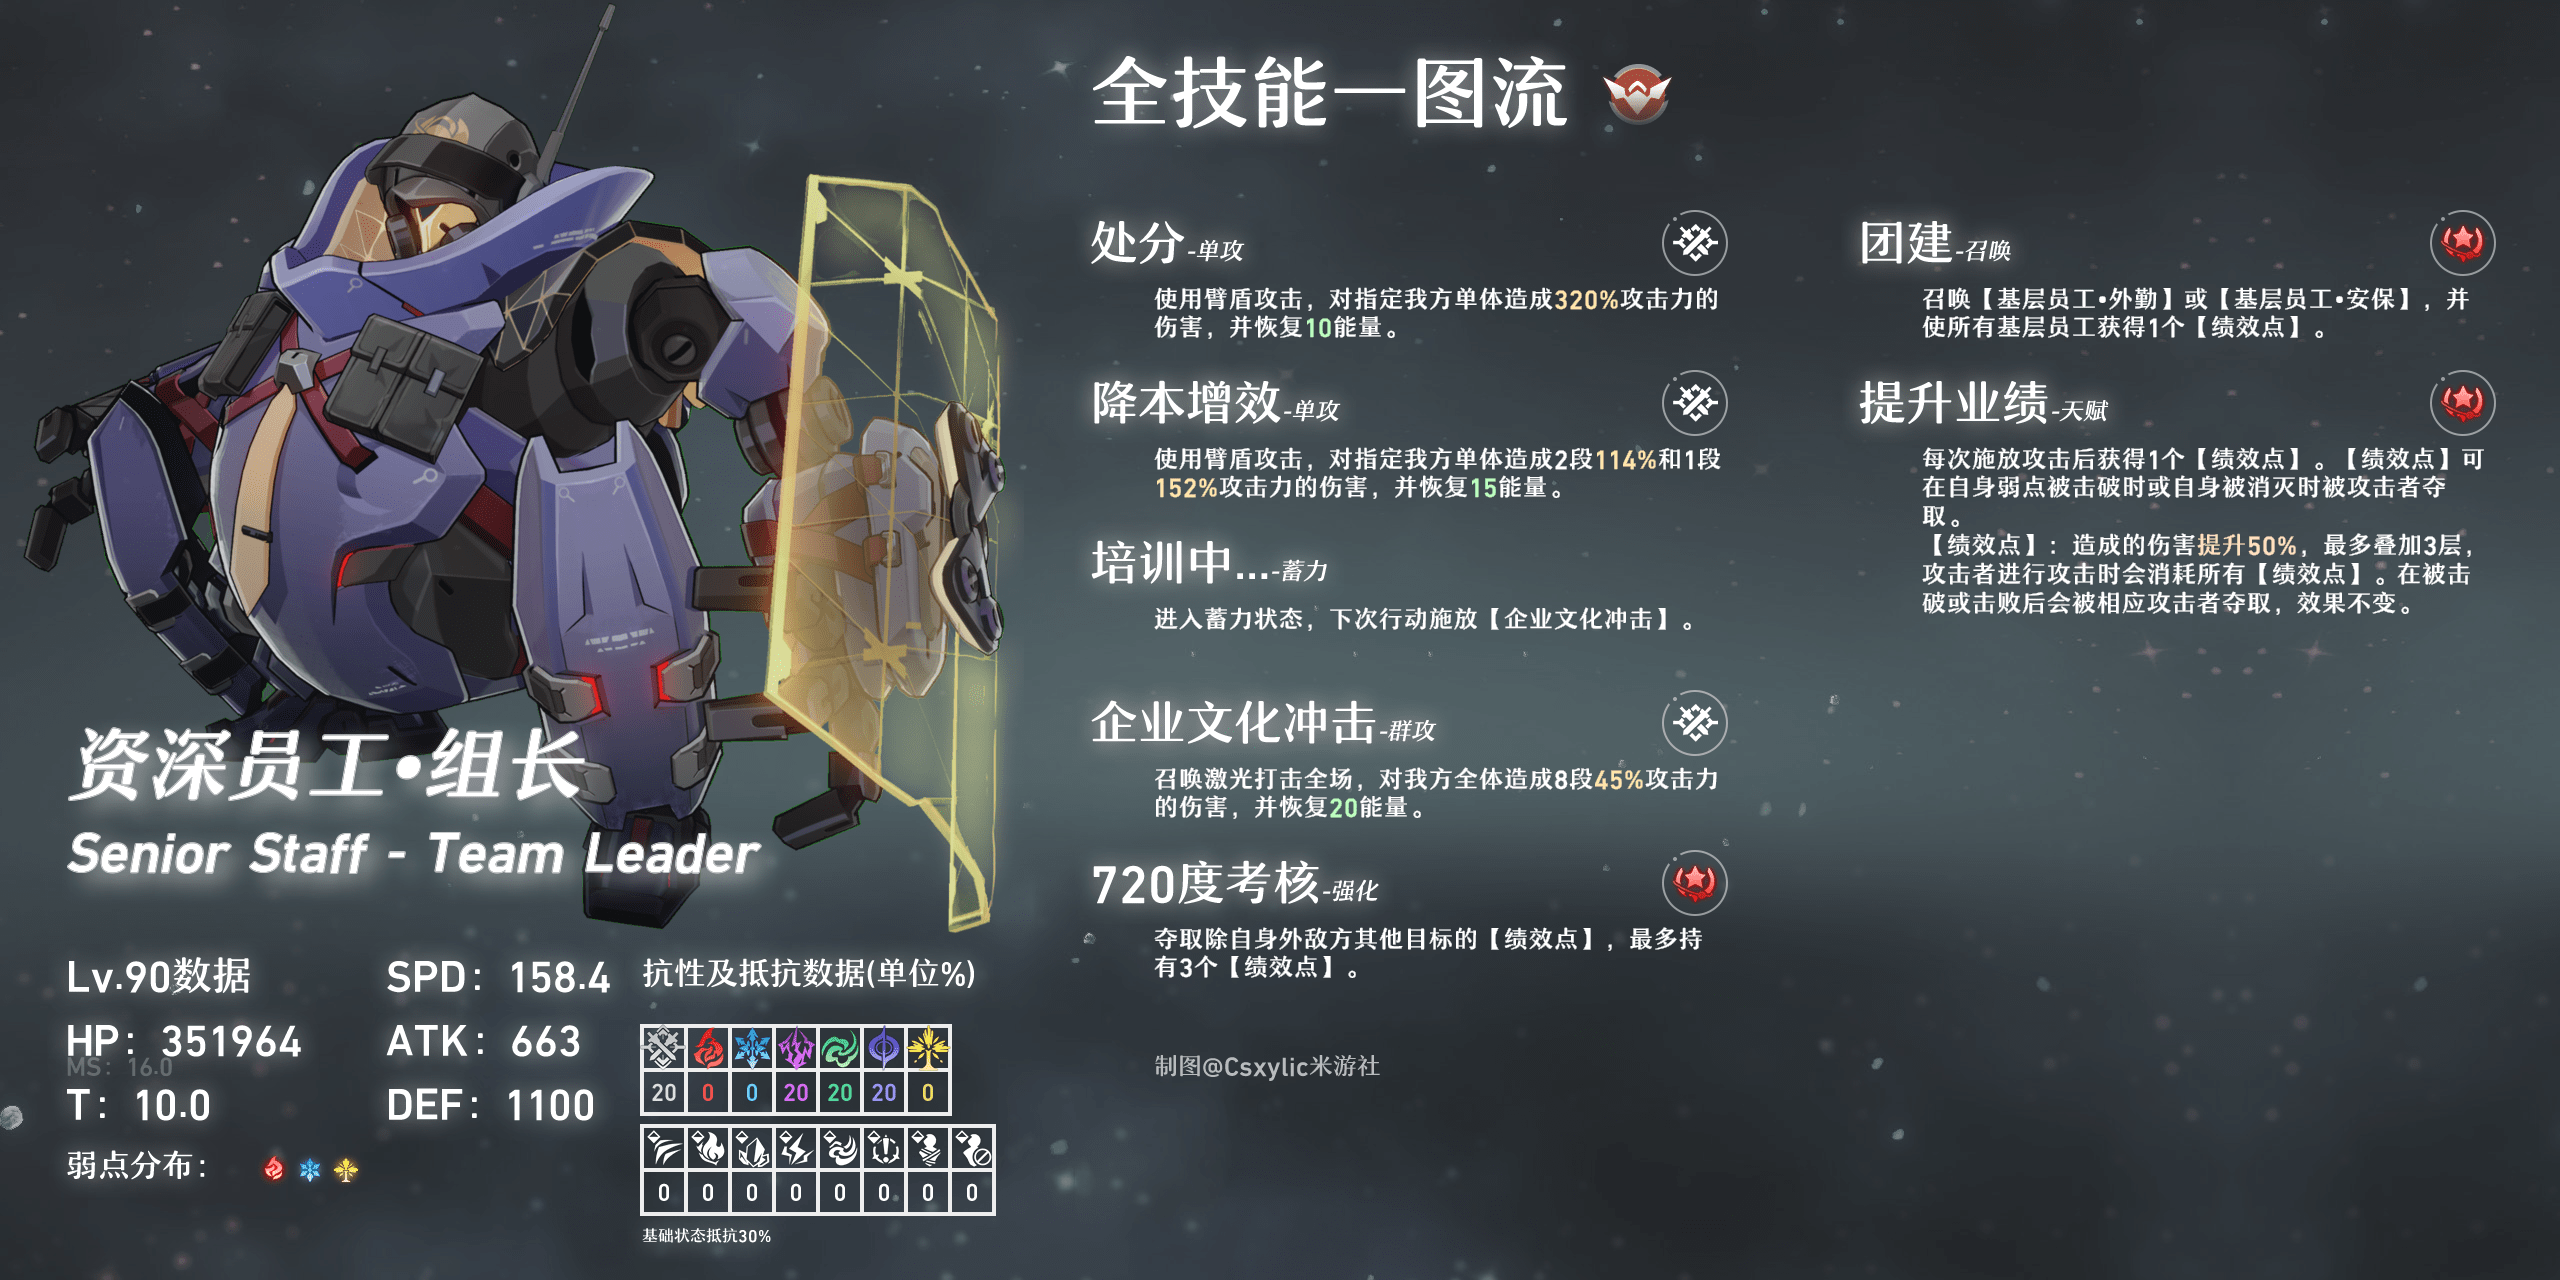 全技能一图流
处分-单攻
使用臂盾攻击，对指定我方单体造成320%攻击力的
伤害，并恢复10能量。
降本增效-单攻
使用臂盾攻击，对指定我方单体造成2段114%和1段
152%攻击力的伤害，并恢复15能量。
培训中...-蓄力
进入蓄力状态，下次行动施放【企业文化冲击】。
企业文化冲击-群攻
召唤激光打击全场，对我方全体造成8段45%攻击力
的伤害，并恢复20能量。
720度考核-强化
夺取除自身外敌方其他目标的【绩效点】，最多持
有3个【绩效点】。
制图@Csxylic米游社
团建-召唤
召唤【基层员工•外勤】或【基层员工•安保】，并
使所有基层员工获得1个【绩效点】。
提升业绩-天赋
每次施放攻击后获得1个【绩效点】。【绩效点】可
在自身弱点被击破时或自身被消灭时被攻击者夺
取。
【绩效点】：造成的伤害提升50%，最多叠加3层，
攻击者进行攻击时会消耗所有【绩效点】。在被击
破或击败后会被相应攻击者夺取，效果不变。
资深员工•组长
Senior Staff - Team Leader
Lv.90数据 SPD：158.4
HP：351964 ATK：663
MS：16.0
T：10.0 DEF：1100
弱点分布：
抗性及抵抗数据(单位%)
20 0 0 20 20 20 0
0 0 0 0 0 0 0 0
基础状态抵抗30%